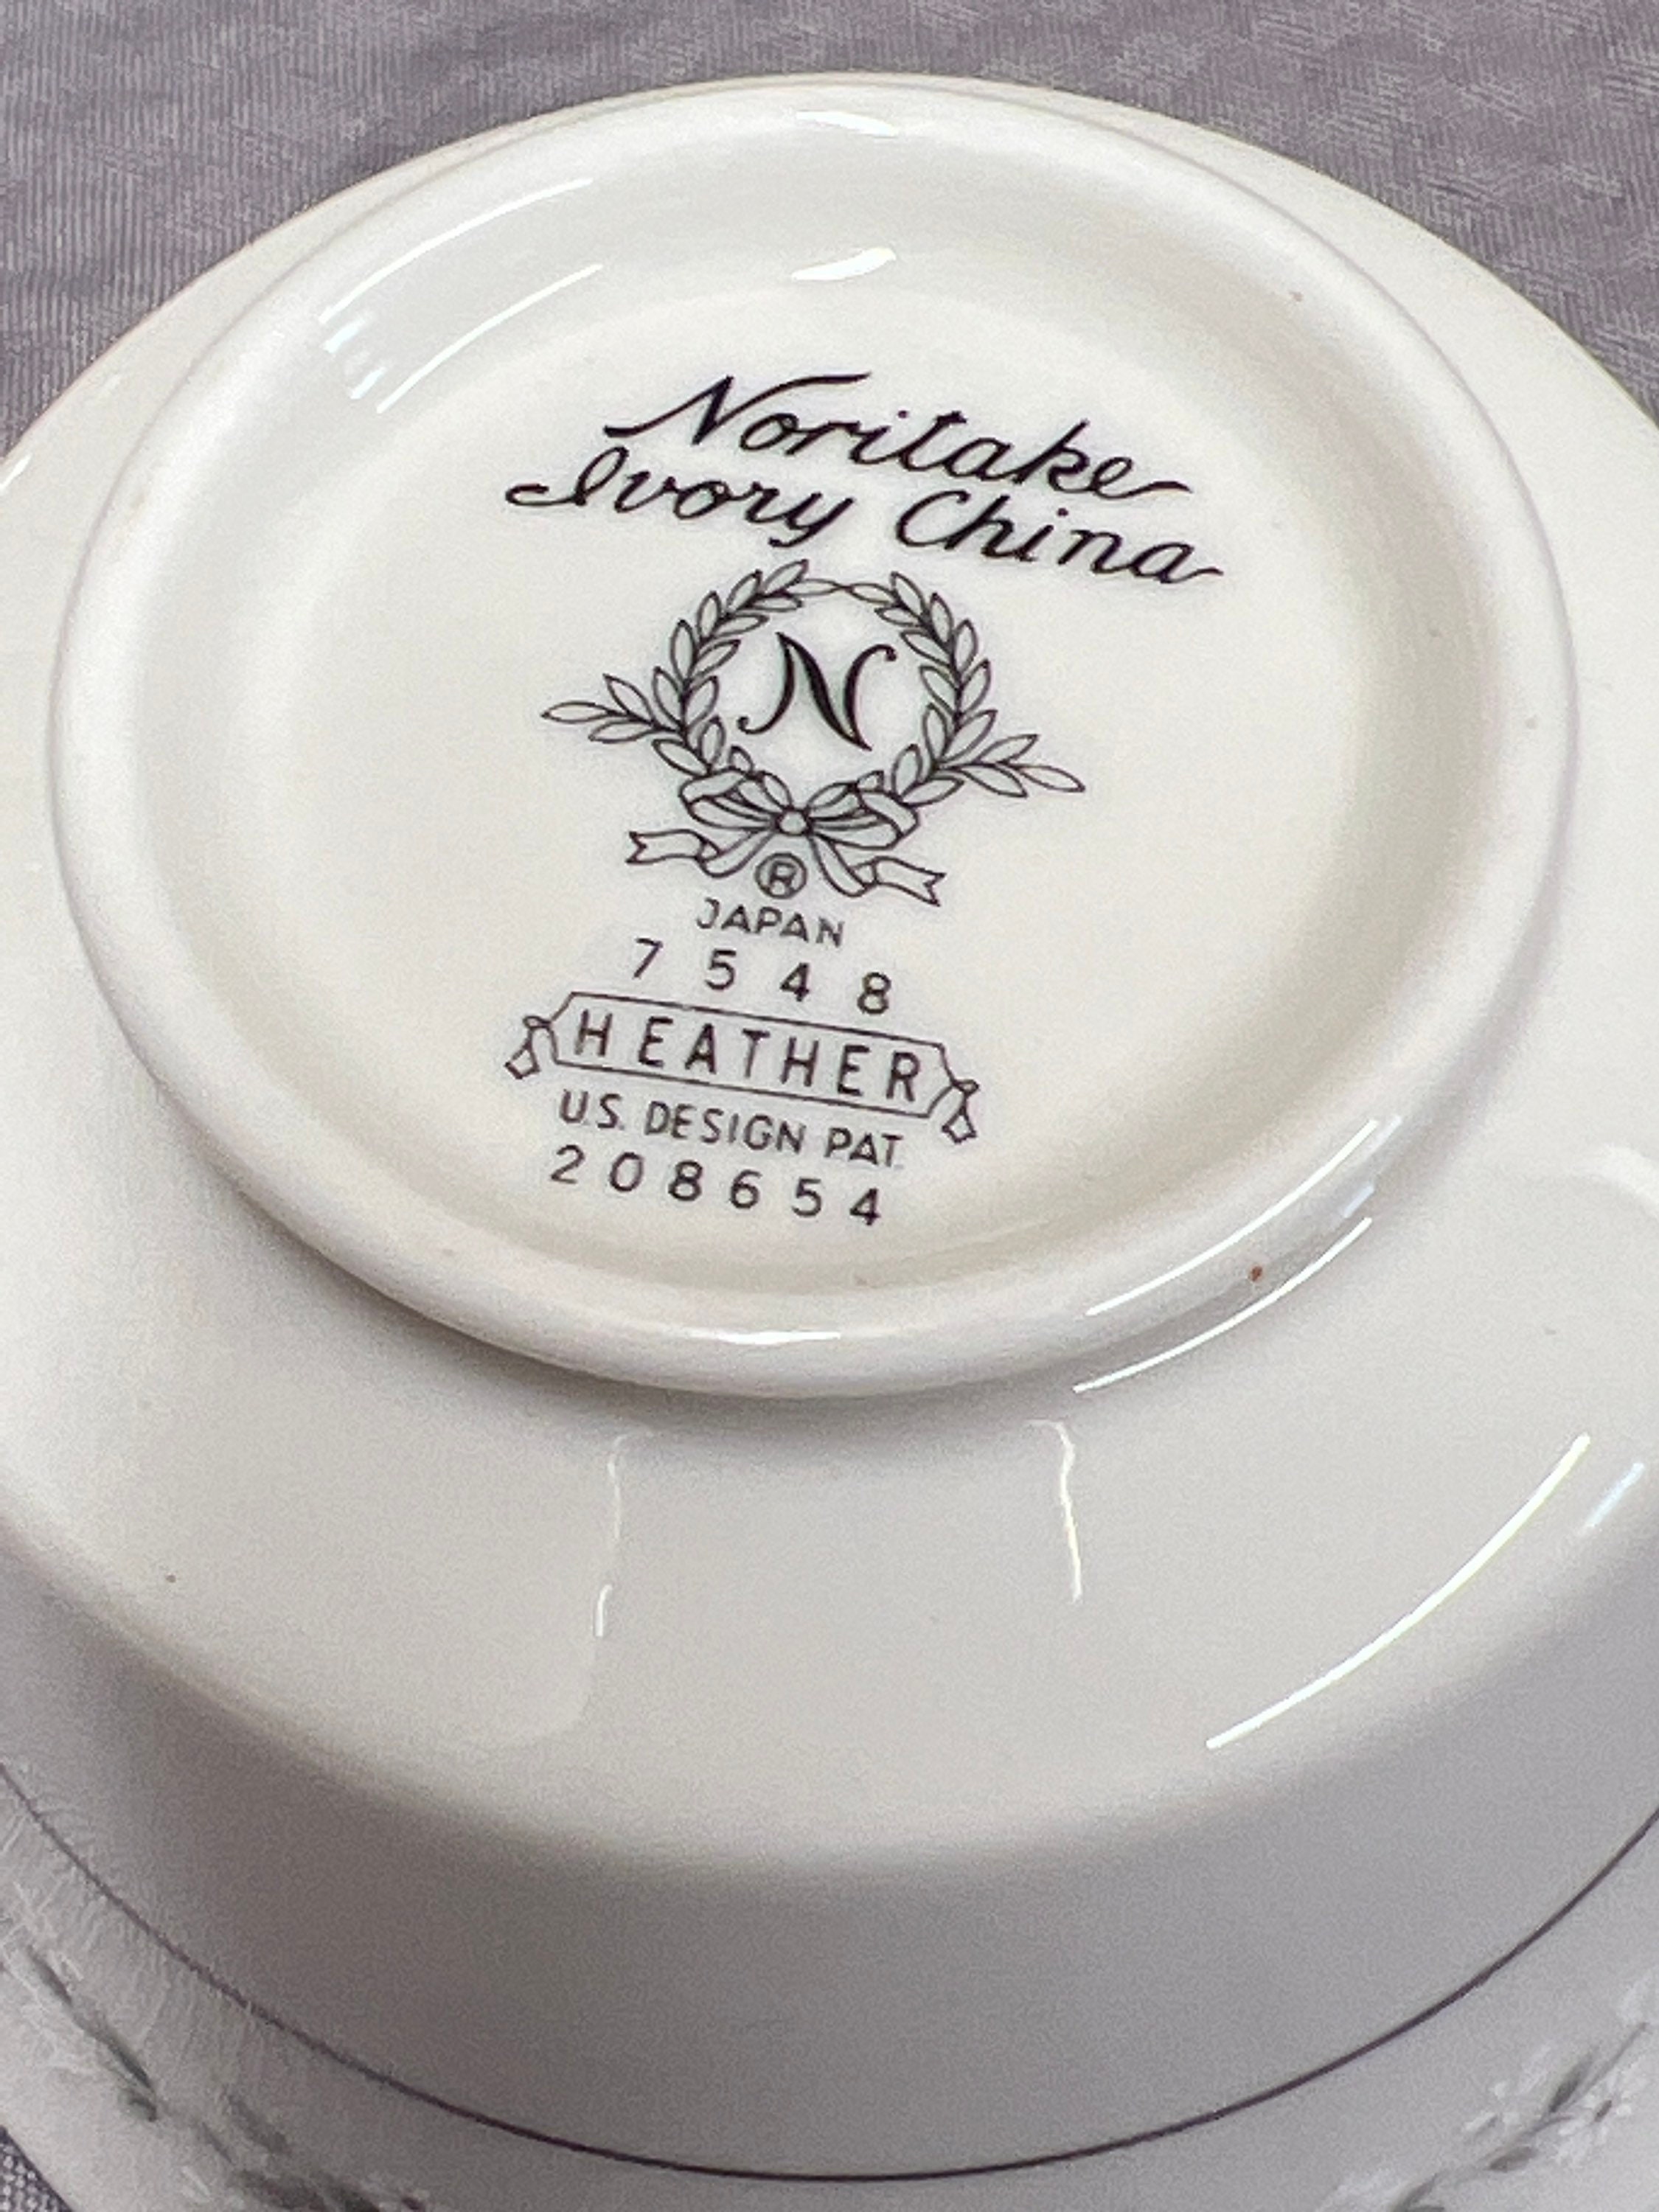 Noritake
Ivory China
N
®
JAPAN
7548
HEATHER
U.S. DESIGN PAT.
208654